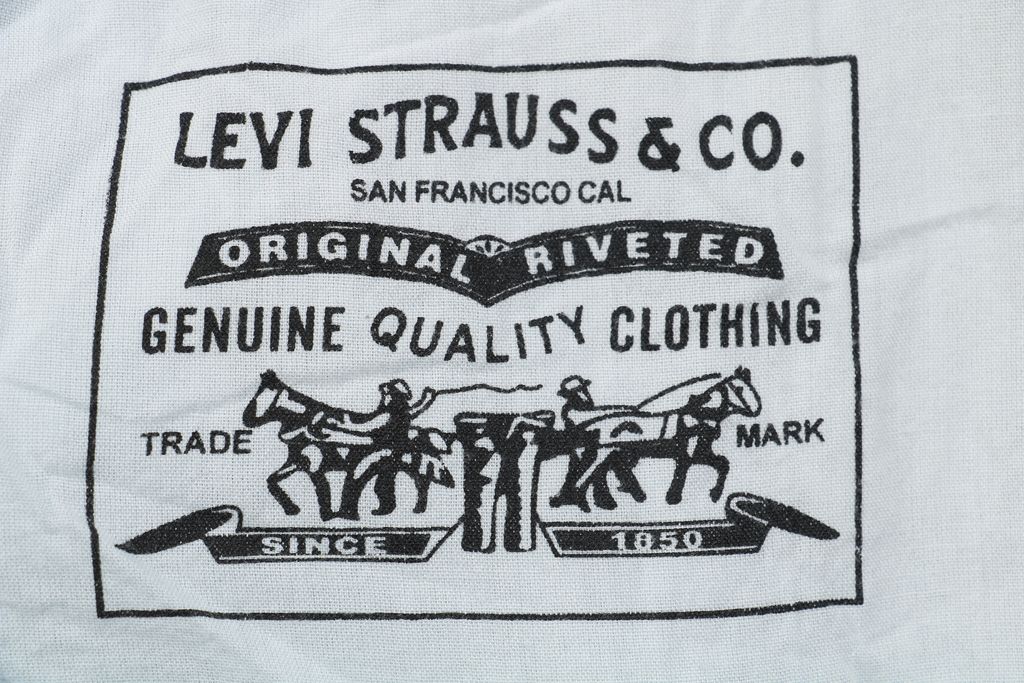 LEVI STRAUSS & CO.
SAN FRANCISCO CAL
ORIGINAL RIVETED
GENUINE QUALITY CLOTHING
TRADE MARK
SINCE 1850